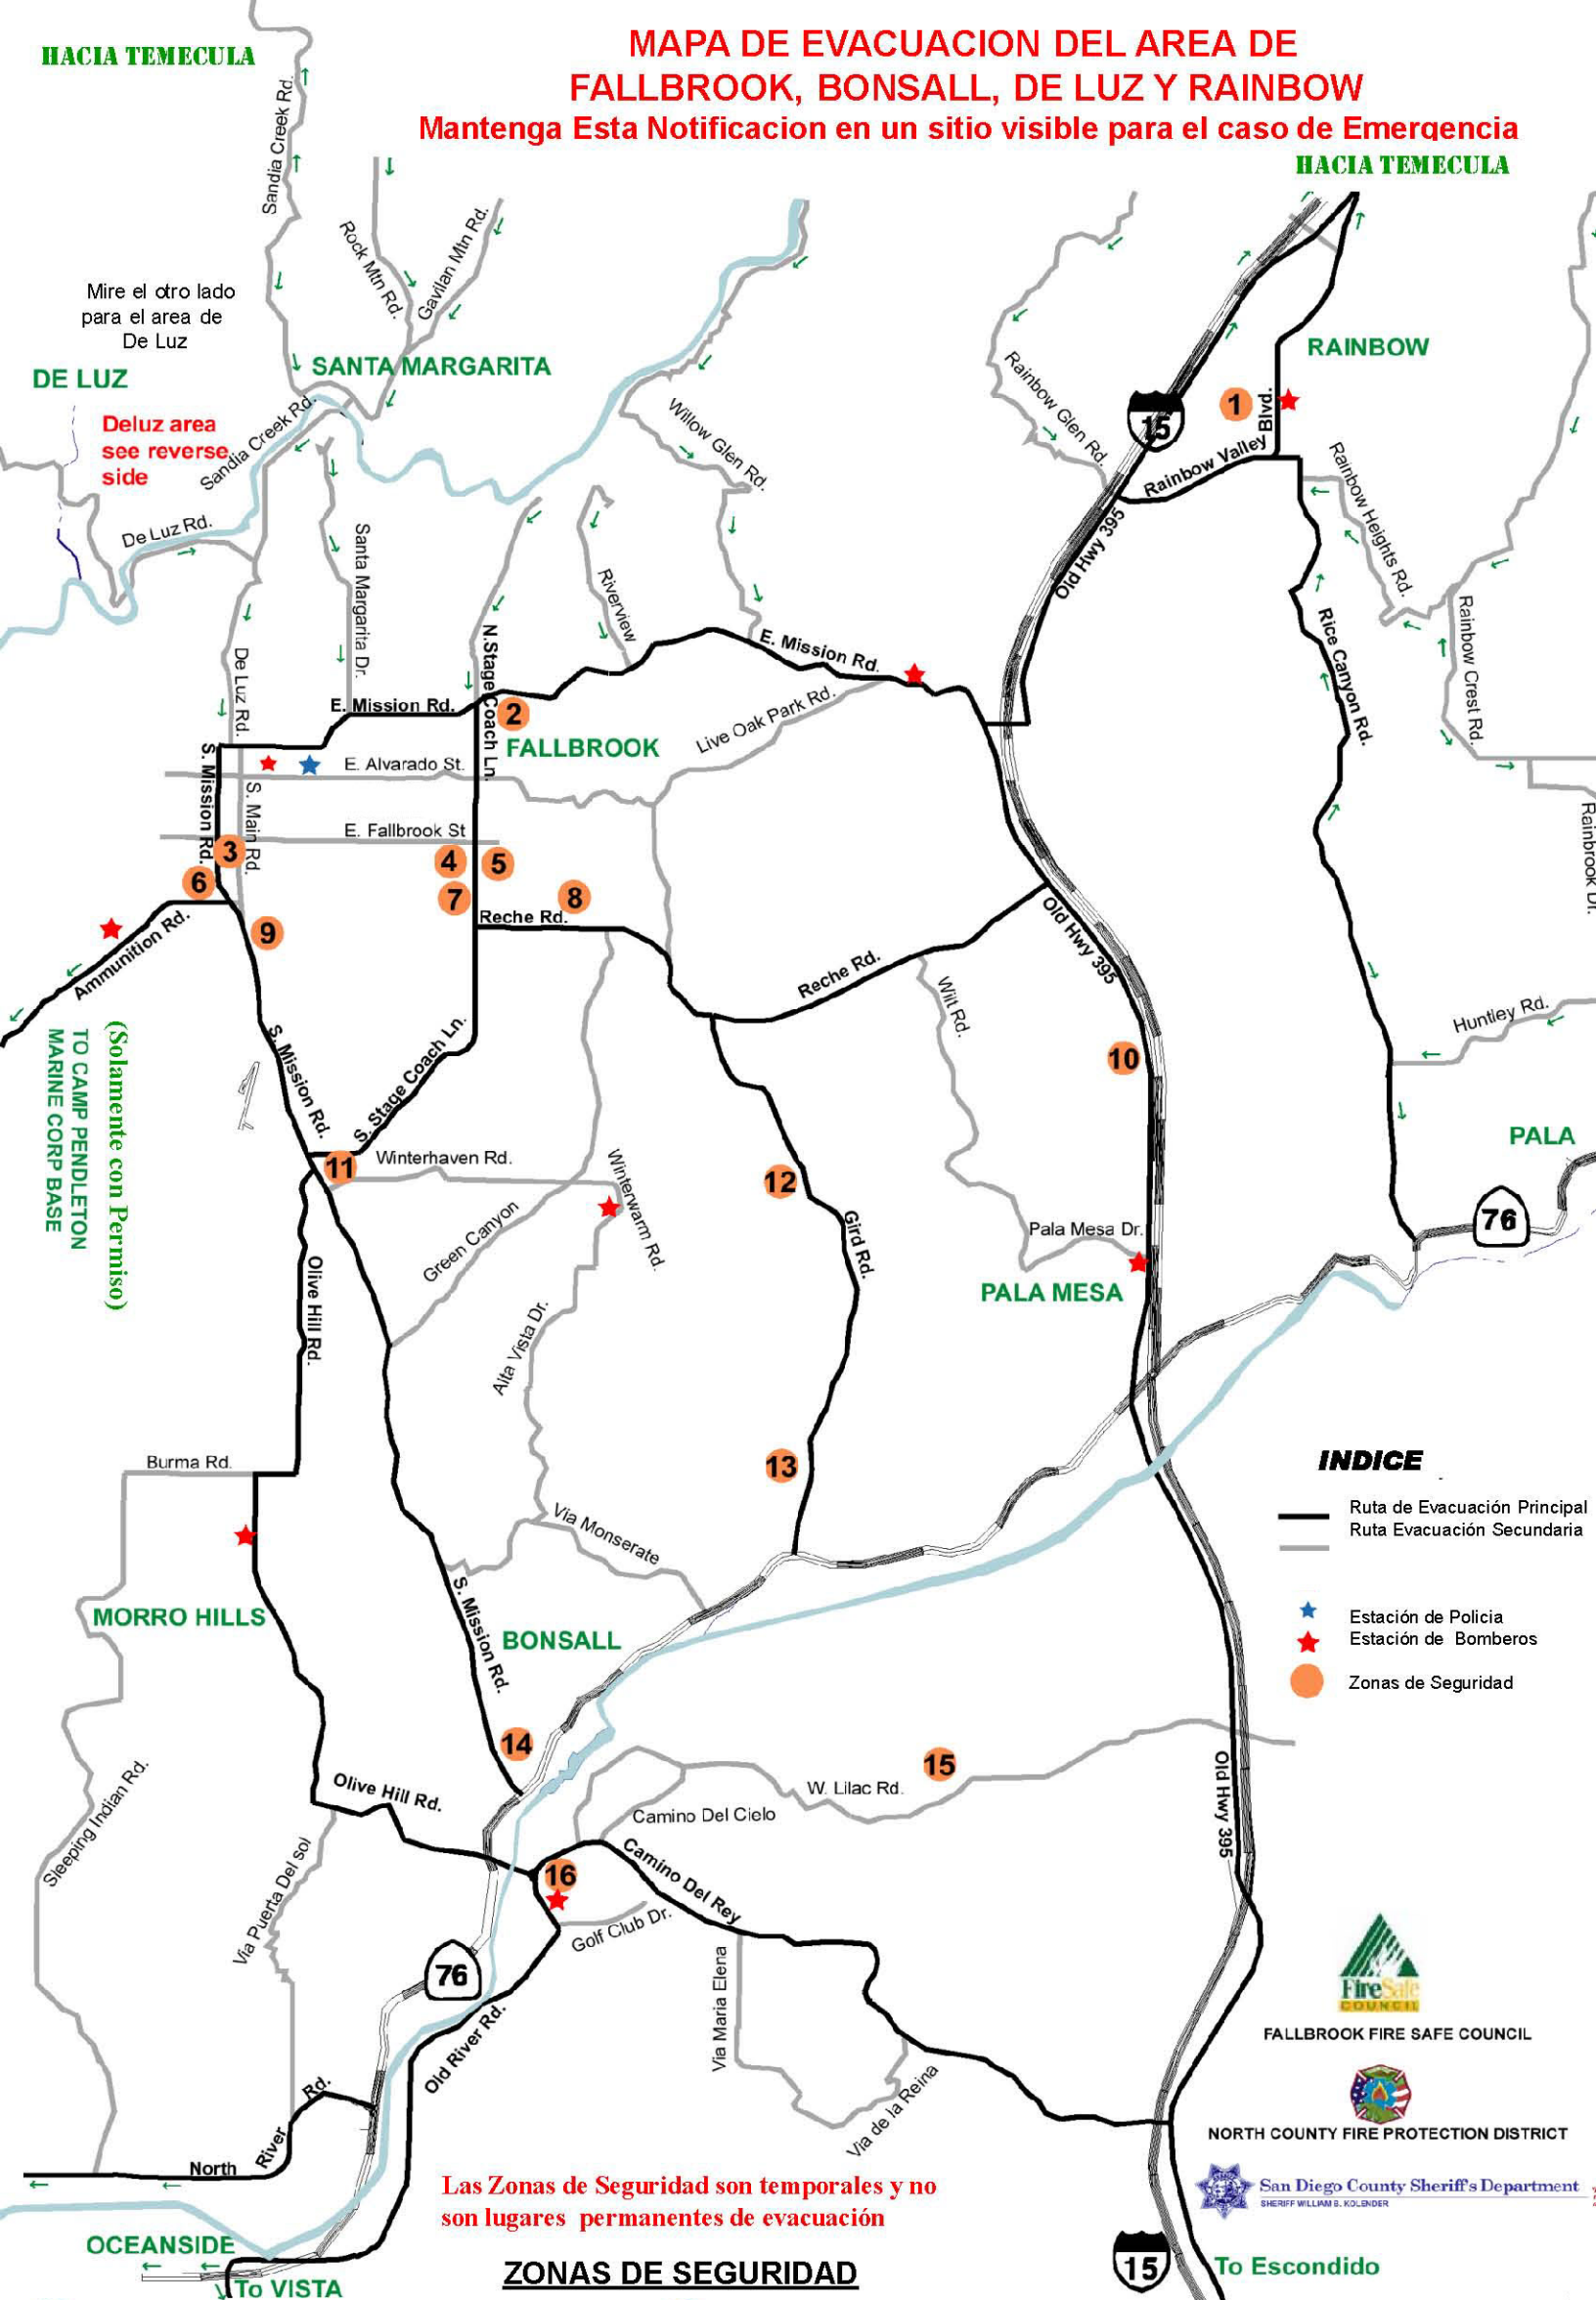 HACIA TEMECULA
MAPA DE EVACUACION DEL AREA DE
FALLBROOK, BONSALL, DE LUZ Y RAINBOW
Mantenga Esta Notificacion en un sitio visible para el caso de Emergencia
HACIA TEMECULA
Sandia Creek Rd.
Rock Mtn Rd.
Gavilan Mtn Rd.
Mire el otro lado
para el area de
De Luz
DE LUZ
SANTA MARGARITA
RAINBOW
Deluz area
see reverse
side
Sandia Creek Rd.
Willow Glen Rd.
Rainbow Glen Rd.
15
1
Rainbow Valley Blvd.
Rainbow Heights Rd.
De Luz Rd.
Santa Margarita Dr.
Riverview
Old Hwy 395
N.Stage Coach Ln.
E. Mission Rd.
Rice Canyon Rd.
Rainbow Crest Rd.
De Luz Rd.
E. Mission Rd.
2
Live Oak Park Rd.
FALLBROOK
S. Mission Rd.
E. Alvarado St.
S. Main Rd.
E. Fallbrook St
Rainbrook Dr.
3
4
5
6
7
8
Reche Rd.
9
Ammunition Rd.
Old Hwy 395
Reche Rd.
Wilt Rd.
Huntley Rd.
(Solamente con Permiso)
TO CAMP PENDLETON
MARINE CORP BASE
S. Mission Rd.
S. Stage Coach Ln.
10
PALA
11
Winterhaven Rd.
Winterwarm Rd.
12
Green Canyon
Gird Rd.
Pala Mesa Dr.
76
PALA MESA
Olive Hill Rd.
Alta Vista Dr.
Burma Rd.
13
INDICE
Ruta de Evacuación Principal
Ruta Evacuación Secundaria
Via Monserate
MORRO HILLS
S. Mission Rd.
BONSALL
Estación de Policia
Estación de Bomberos
Zonas de Seguridad
14
15
Sleeping Indian Rd.
Olive Hill Rd.
W. Lilac Rd.
Old Hwy 395
Camino Del Cielo
Via Puerta Del sol
16
Camino Del Rey
Golf Club Dr.
76
Via Maria Elena
FireSafe
COUNCIL
FALLBROOK FIRE SAFE COUNCIL
Old River Rd.
Via de la Reina
North River Rd.
NORTH COUNTY FIRE PROTECTION DISTRICT
Las Zonas de Seguridad son temporales y no
son lugares permanentes de evacuación
San Diego County Sheriff's Department
SHERIFF WILLIAM B. KOLENDER
OCEANSIDE
To VISTA
ZONAS DE SEGURIDAD
15
To Escondido